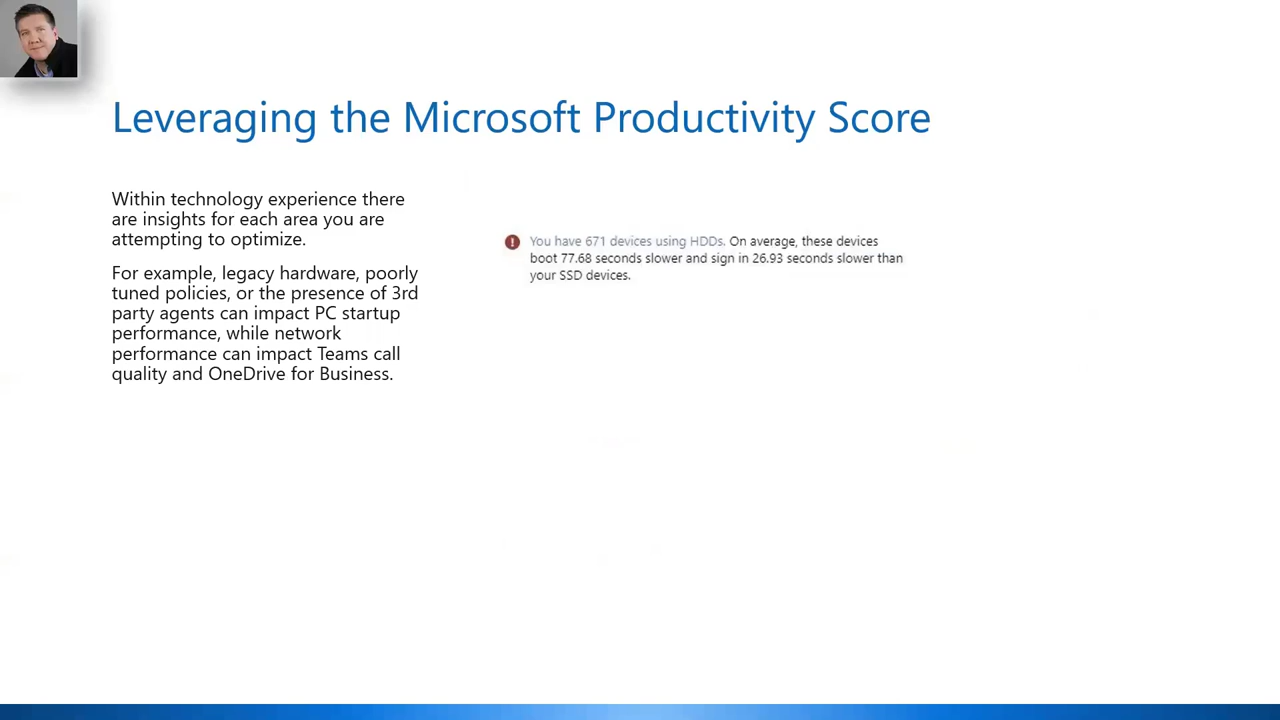 Leveraging the Microsoft Productivity Score
Within technology experience there
are insights for each area you are
attempting to optimize.
For example, legacy hardware, poorly
tuned policies, or the presence of 3rd
party agents can impact PC startup
performance, while network
performance can impact Teams call
quality and OneDrive for Business.
You have 671 devices using HDDs. On average, these devices
boot 77.68 seconds slower and sign in 26.93 seconds slower than
your SSD devices.